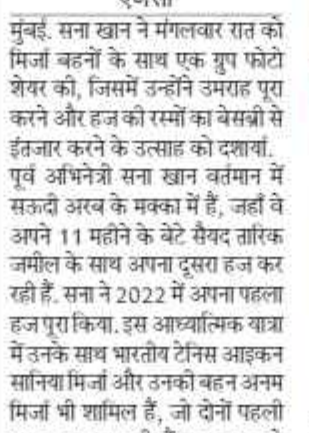 मुंबई. सना खान ने मंगलवार रात को
मिर्जा बहनों के साथ एक ग्रुप फोटो
शेयर की, जिसमें उन्होंने उमराह पूरा
करने और हज की रस्मों का बेसब्री से
ईंतजार करने के उत्साह को दर्शाया.
पूर्व अभिनेत्री सना खान वर्तमान में
सऊदी अरब के मक्का में हैं, जहाँ वे
अपने 11 महीने के बेटे सैयद तारिक
जमील के साथ अपना दूसरा हज कर
रही हैं. सना ने 2022 में अपना पहला
हज पूरा किया. इस आध्यात्मिक यात्रा
में उनके साथ भारतीय टेनिस आइकन
सानिया मिर्जा और उनकी बहन अनम
मिर्जा भी शामिल हैं, जो दोनों पहली